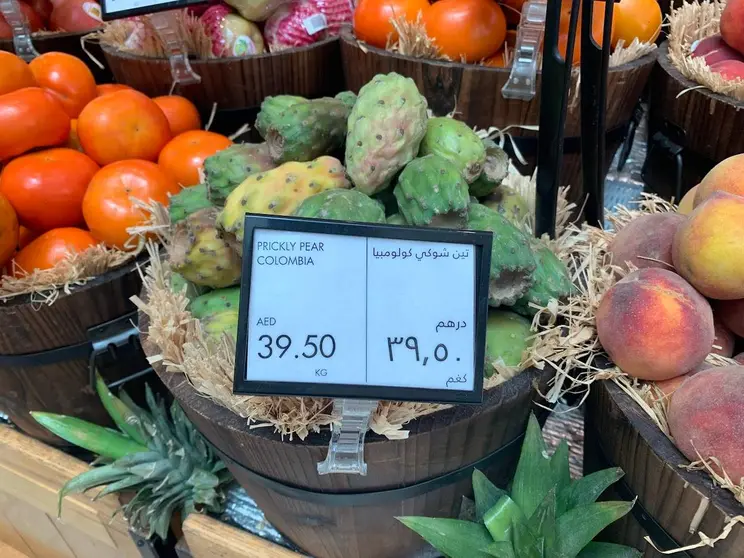 PRICKLY PEAR
COLOMBIA
AED
39.50
KG
تين شوكي كولومبيا
درهم
٣٩,٥٠
كغم